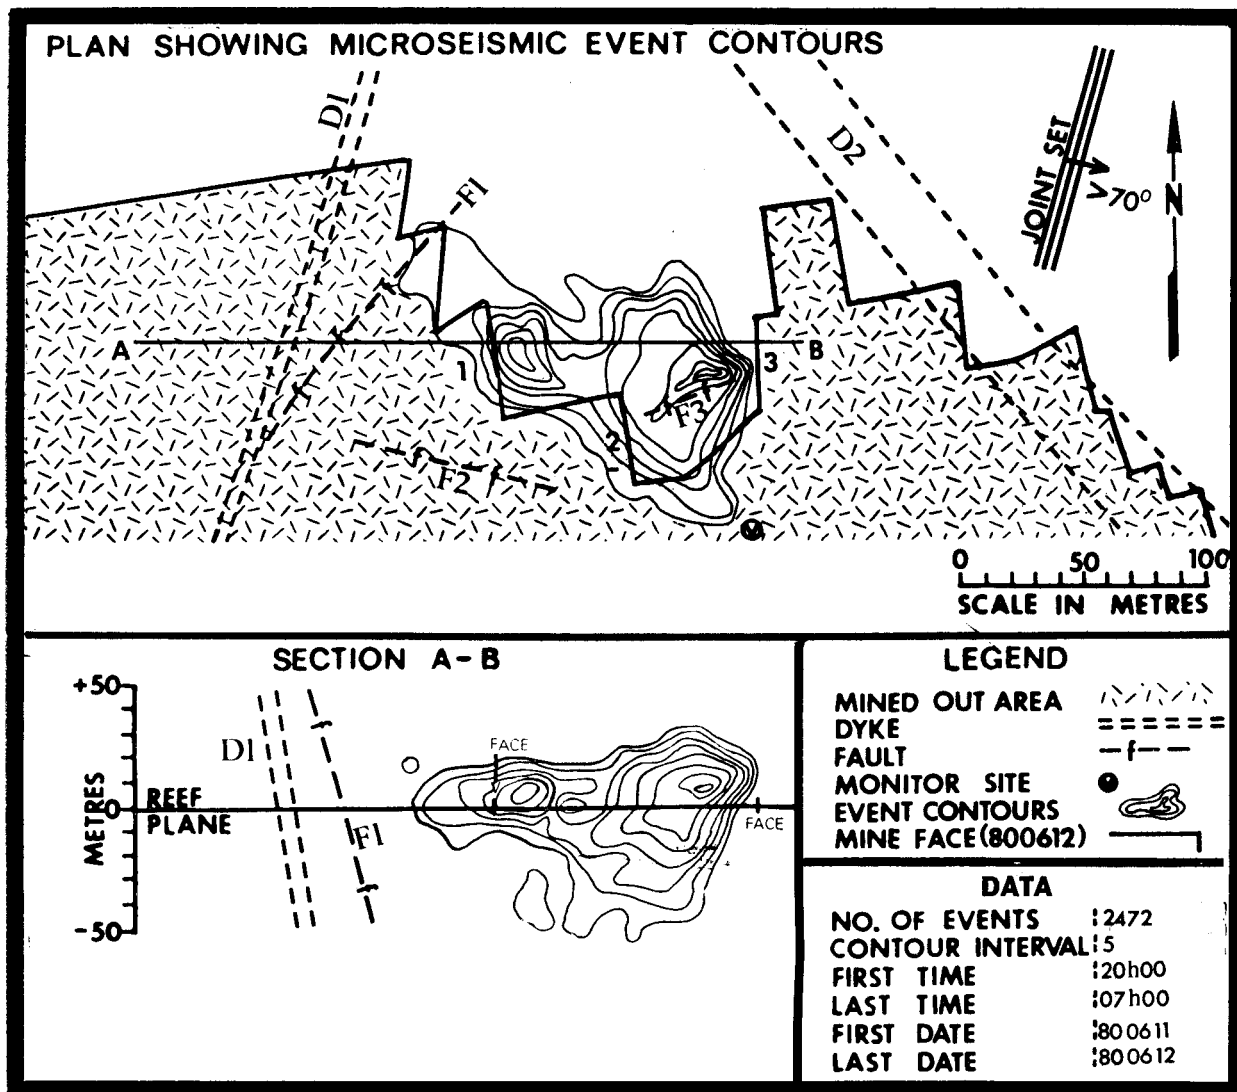 PLAN SHOWING MICROSEISMIC EVENT CONTOURS
D1
F1
D2
JOINT SET
70°
N
A
B
1
2
3
F3
F2
M
0 50 100
SCALE IN METRES
SECTION A-B
+50
0
-50
METRES
REEF
PLANE
D1
F1
FACE
FACE
LEGEND
MINED OUT AREA
DYKE
FAULT -f---
MONITOR SITE
EVENT CONTOURS
MINE FACE (800612)
DATA
NO. OF EVENTS :2472
CONTOUR INTERVAL:5
FIRST TIME :20h00
LAST TIME :07h00
FIRST DATE :800611
LAST DATE :800612